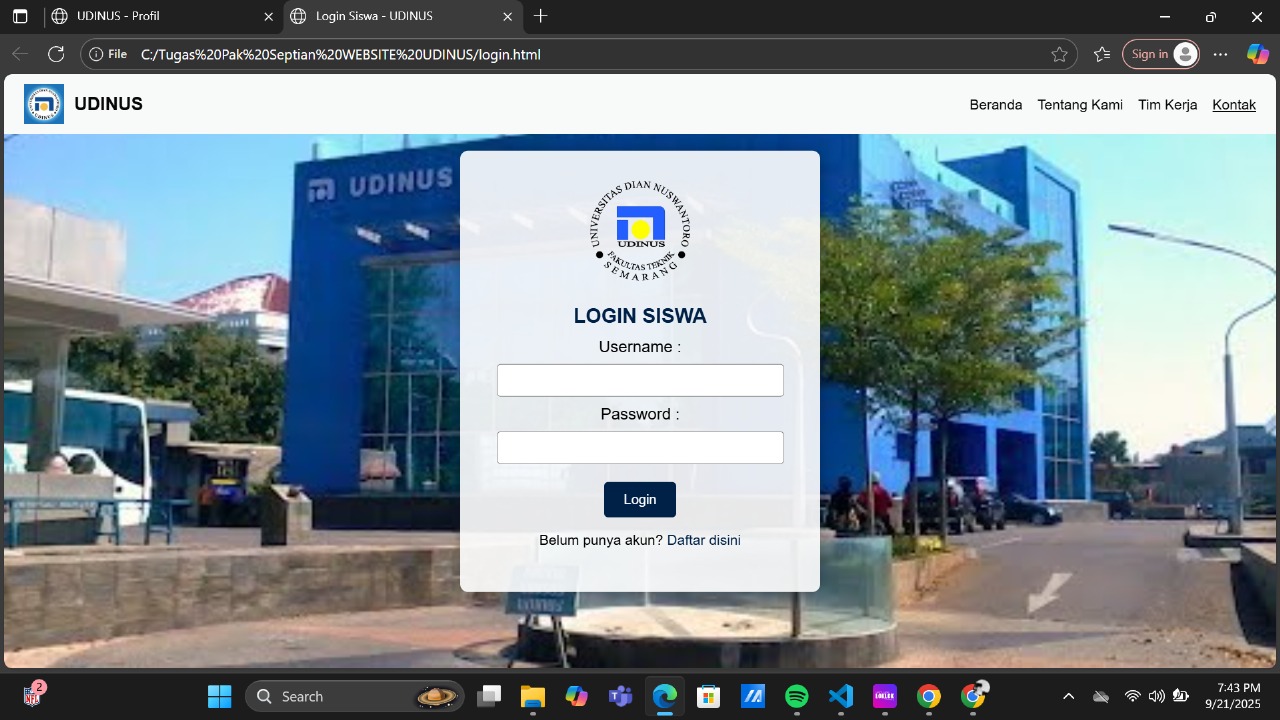 UDINUS - Profil
Login Siswa - UDINUS
File C:/Tugas%20Pak%20Septian%20WEBSITE%20UDINUS/login.html
Sign in
UDINUS
Beranda Tentang Kami Tim Kerja Kontak
UDINUS
UNIVERSITAS DIAN NUSWANTORO
UDINUS
FAKULTAS TEKNIK
SEMARANG
LOGIN SISWA
Username :
Password :
Login
Belum punya akun? Daftar disini
2
Search
7:43 PM
9/21/2025